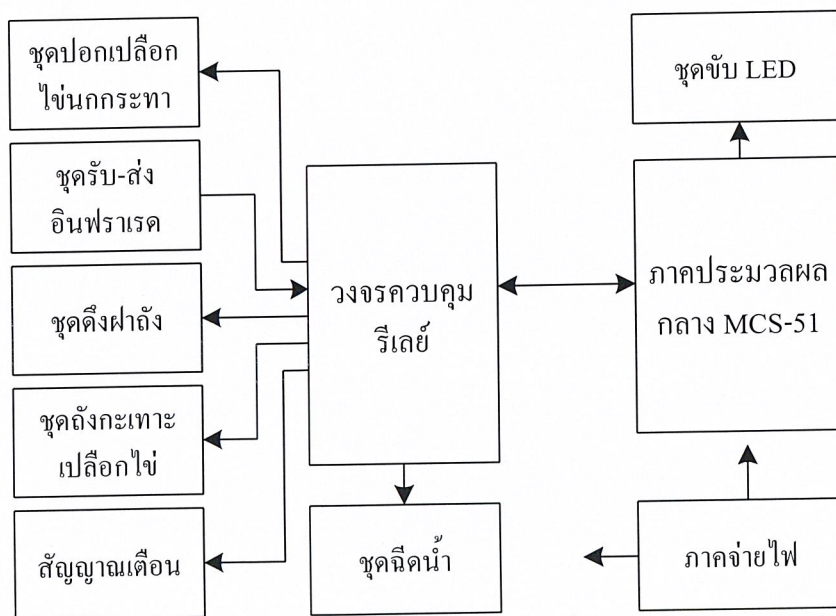 ชุดปอกเปลือก
ไข่นกกระทา
ชุดรับ-ส่ง
อินฟราเรด
ชุดดึงฝาถัง
ชุดถังกะเทาะ
เปลือกไข่
สัญญาณเตือน
วงจรควบคุม
รีเลย์
ชุดฉีดน้ำ
ชุดขับ LED
ภาคประมวลผล
กลาง MCS-51
ภาคจ่ายไฟ